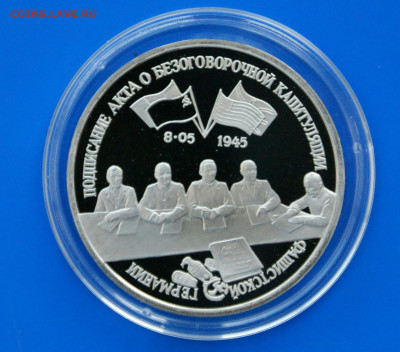 COINS.LAVE.RU
ПОДПИСАНИЕ АКТА О БЕЗОГОВОРОЧНОЙ КАПИТУЛЯЦИИ
8·05 1945
ФАШИСТСКОЙ
ГЕРМАНИИ